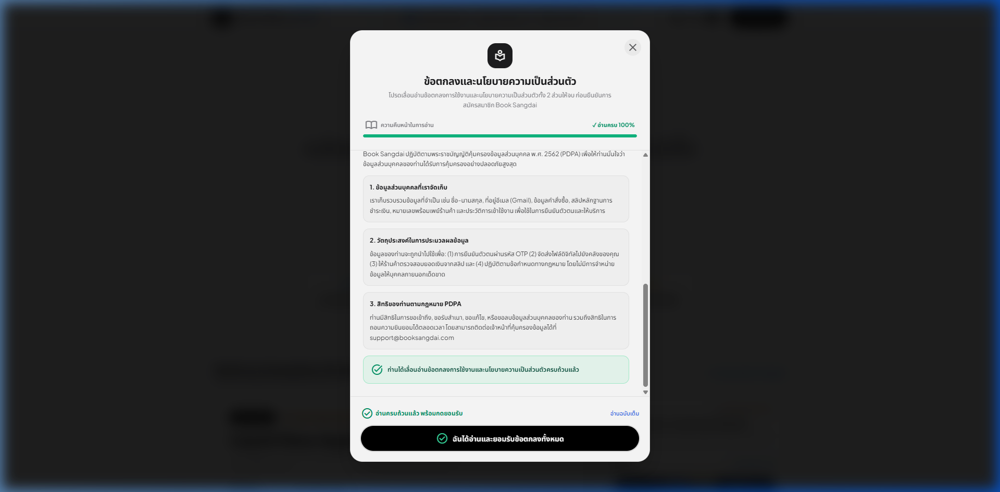 ข้อตกลงและนโยบายความเป็นส่วนตัว
โปรดเลื่อนอ่านข้อตกลงการใช้งานและนโยบายความเป็นส่วนตัวทั้ง 2 ส่วนให้จบ ก่อนยืนยันการ
สมัครสมาชิก Book Sangdai
ความคืบหน้าในการอ่าน
✓ อ่านครบ 100%
Book Sangdai ปฏิบัติตามพระราชบัญญัติคุ้มครองข้อมูลส่วนบุคคล พ.ศ. 2562 (PDPA) เพื่อให้ท่านมั่นใจว่า
ข้อมูลส่วนบุคคลของท่านได้รับการคุ้มครองอย่างปลอดภัยสูงสุด
1. ข้อมูลส่วนบุคคลที่เราจัดเก็บ
เราเก็บรวบรวมข้อมูลที่จำเป็น เช่น ชื่อ-นามสกุล, ที่อยู่อีเมล (Gmail), ข้อมูลคำสั่งซื้อ, สลิปหลักฐานการ
ชำระเงิน, หมายเลขพร้อมเพย์ร้านค้า และประวัติการเข้าใช้งาน เพื่อใช้ในการยืนยันตัวตนและให้บริการ
2. วัตถุประสงค์ในการประมวลผลข้อมูล
ข้อมูลของท่านจะถูกนำไปใช้เพื่อ: (1) การยืนยันตัวตนผ่านรหัส OTP (2) จัดส่งไฟล์ดิจิทัลไปยังคลังของคุณ
(3) ให้ร้านค้าตรวจสอบยอดเงินจากสลิป และ (4) ปฏิบัติตามข้อกำหนดทางกฎหมาย โดยไม่มีการจำหน่าย
ข้อมูลให้บุคคลภายนอกเด็ดขาด
3. สิทธิของท่านตามกฎหมาย PDPA
ท่านมีสิทธิในการขอเข้าถึง, ขอรับสำเนา, ขอแก้ไข, หรือขอลบข้อมูลส่วนบุคคลของท่าน รวมถึงสิทธิในการ
ถอนความยินยอมได้ตลอดเวลา โดยสามารถติดต่อเจ้าหน้าที่คุ้มครองข้อมูลได้ที่
support@booksangdai.com
ท่านได้เลื่อนอ่านข้อตกลงการใช้งานและนโยบายความเป็นส่วนตัวครบถ้วนแล้ว
อ่านครบถ้วนแล้ว พร้อมกดยอมรับ
อ่านฉบับเต็ม
ฉันได้อ่านและยอมรับข้อตกลงทั้งหมด